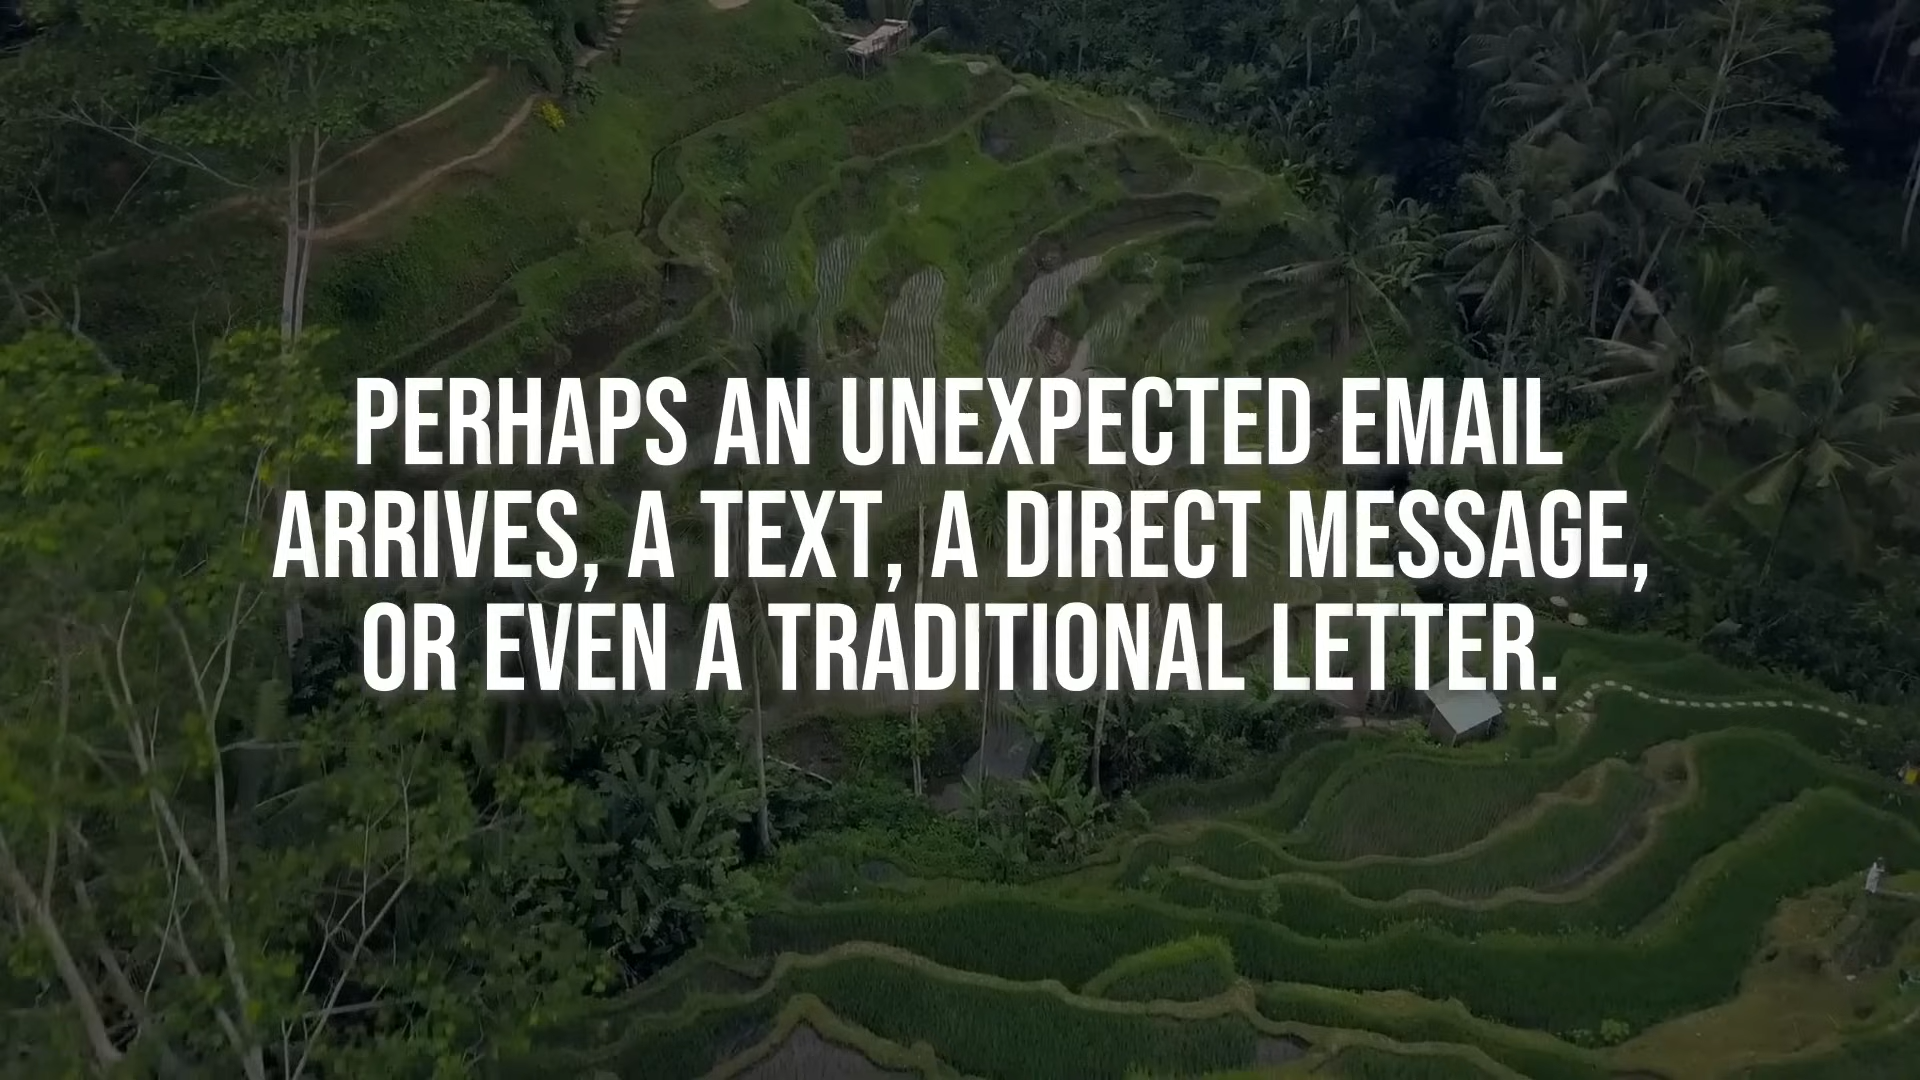 PERHAPS AN UNEXPECTED EMAIL
ARRIVES, A TEXT, A DIRECT MESSAGE,
OR EVEN A TRADITIONAL LETTER.